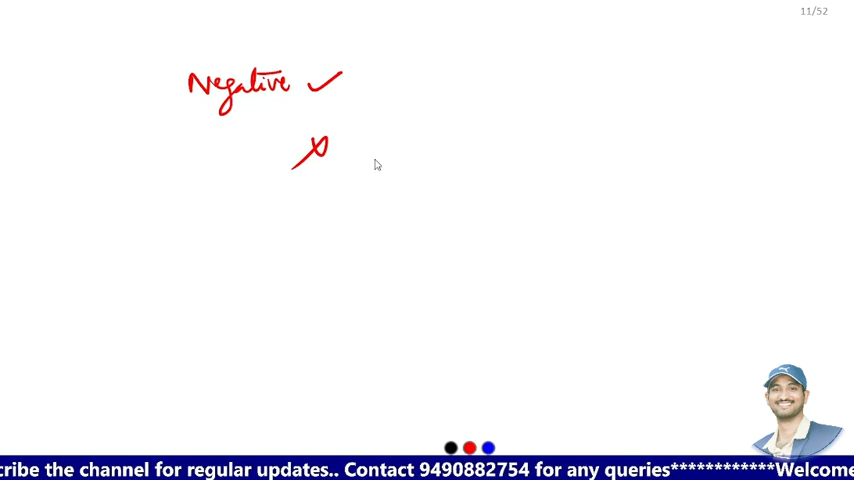 11/52
Negative ✓
cribe the channel for regular updates.. Contact 9490882754 for any queries************Welcome